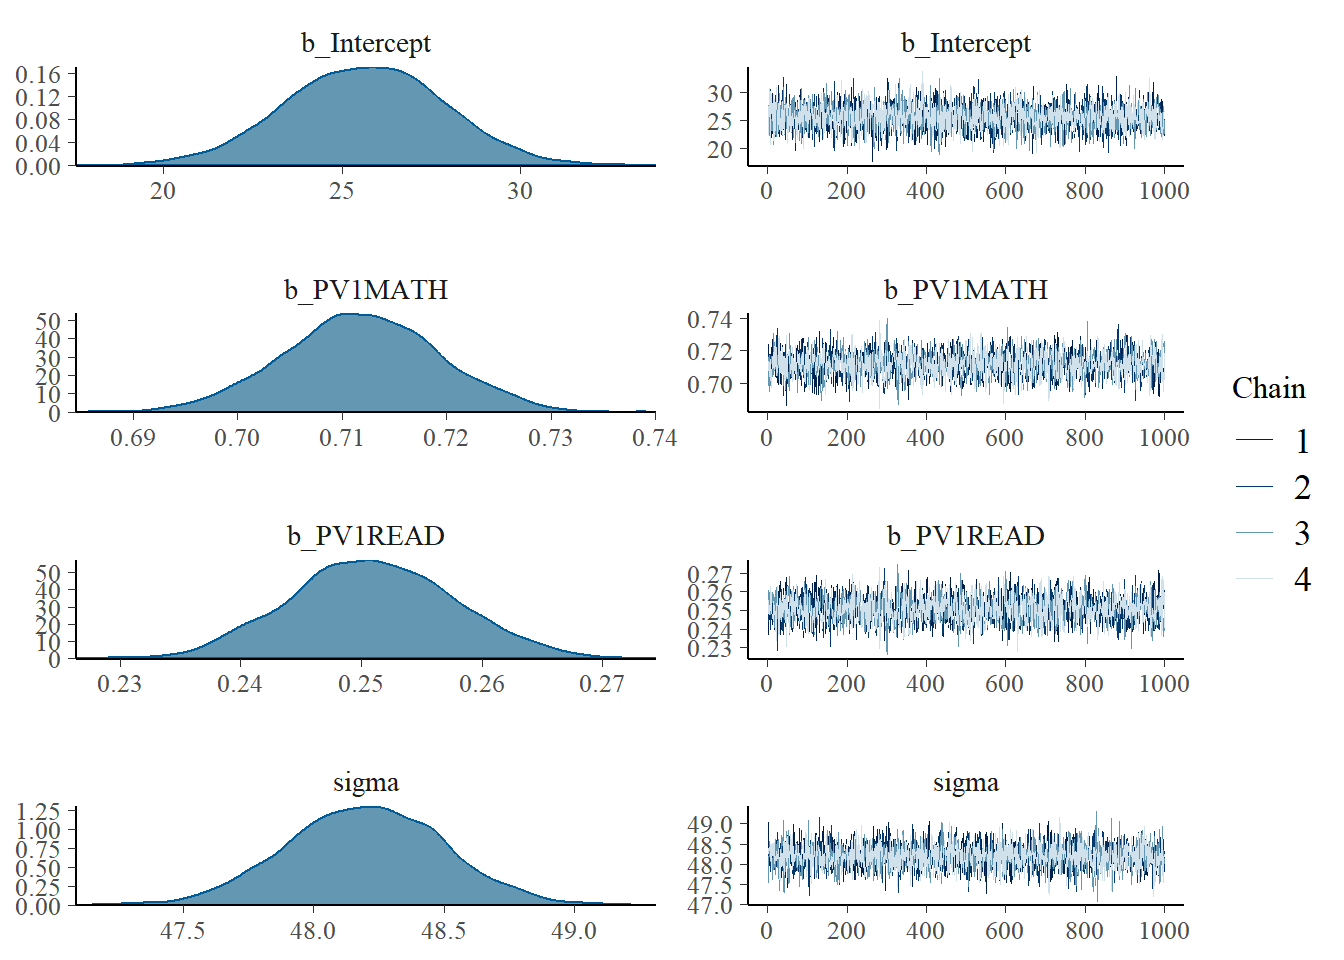 b_Intercept
0.16
0.12
0.08
0.04
0.00
20 25 30
b_Intercept
30
25
20
0 200 400 600 800 1000
b_PV1MATH
50
40
30
20
10
0
0.69 0.70 0.71 0.72 0.73 0.74
b_PV1MATH
0.74
0.72
0.70
0 200 400 600 800 1000
b_PV1READ
50
40
30
20
10
0
0.23 0.24 0.25 0.26 0.27
b_PV1READ
0.27
0.26
0.25
0.24
0.23
0 200 400 600 800 1000
sigma
1.25
1.00
0.75
0.50
0.25
0.00
47.5 48.0 48.5 49.0
sigma
49.0
48.5
48.0
47.5
47.0
0 200 400 600 800 1000
Chain
1
2
3
4